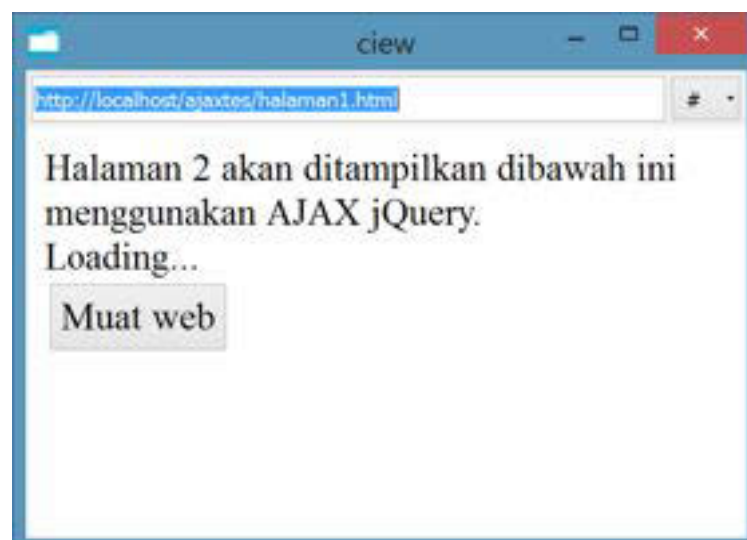 ciew
http://localhost/ajaxtes/halaman1.html
#
Halaman 2 akan ditampilkan dibawah ini
menggunakan AJAX jQuery.
Loading...
Muat web